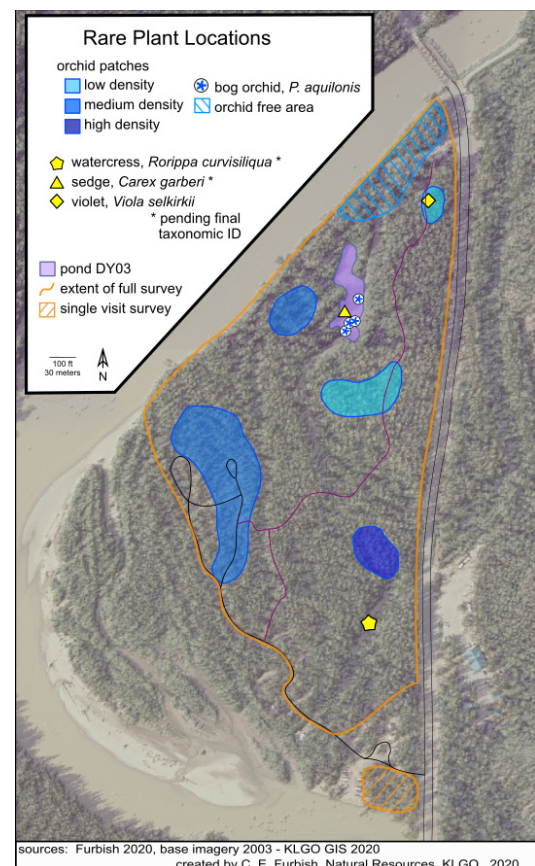 Rare Plant Locations
orchid patches
low density
medium density
high density
bog orchid, P. aquilonis
orchid free area
watercress, Rorippa curvisiliqua *
sedge, Carex garberi *
violet, Viola selkirkii
* pending final
taxonomic ID
pond DY03
extent of full survey
single visit survey
100 ft
30 meters
N
sources: Furbish 2020, base imagery 2003 - KLGO GIS 2020
created by C. E. Furbish, Natural Resources, KLGO, 2020